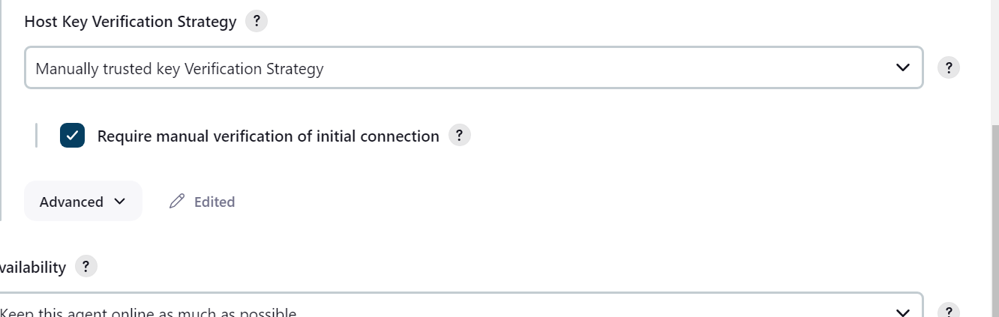 Host Key Verification Strategy ?
Manually trusted key Verification Strategy
?
Require manual verification of initial connection ?
Advanced
Edited
vailability ?
Keep this agent online as much as possible
?